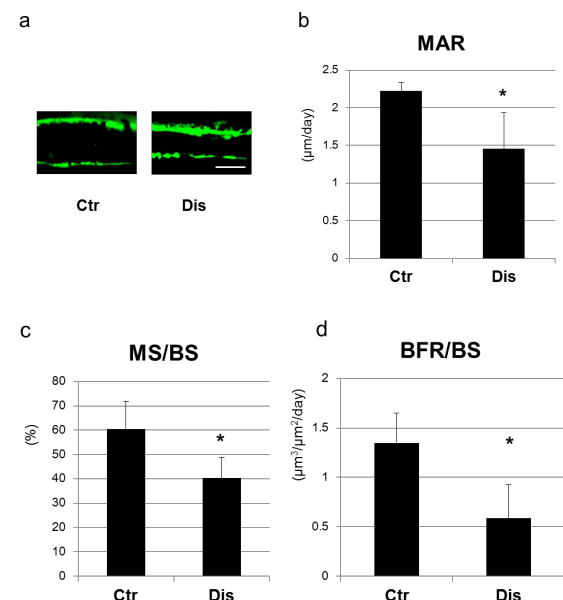 a
Ctr Dis
b
MAR
(µm/day)
2.5
2
1.5
1
0.5
0
*
Ctr Dis
c
MS/BS
(%)
80
70
60
50
40
30
20
10
0
*
Ctr Dis
d
BFR/BS
(µm³/µm²/day)
2
1.5
1
0.5
0
*
Ctr Dis